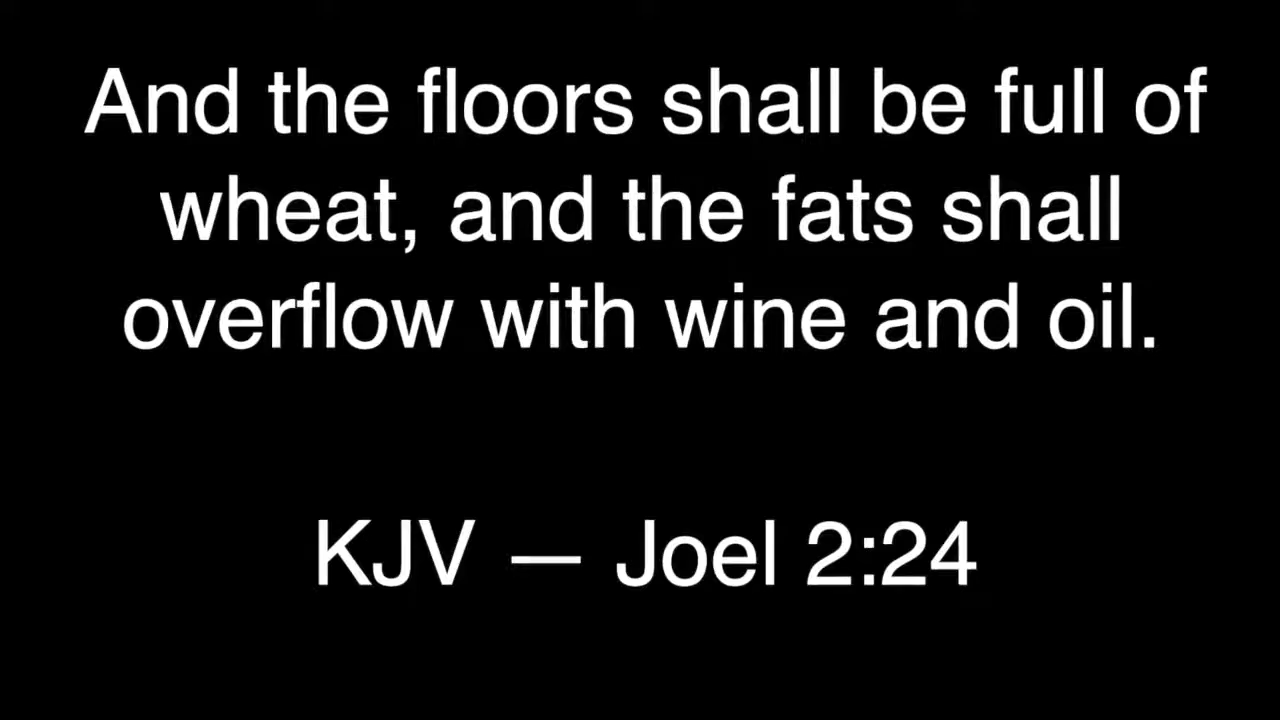 And the floors shall be full of
wheat, and the fats shall
overflow with wine and oil.
KJV — Joel 2:24